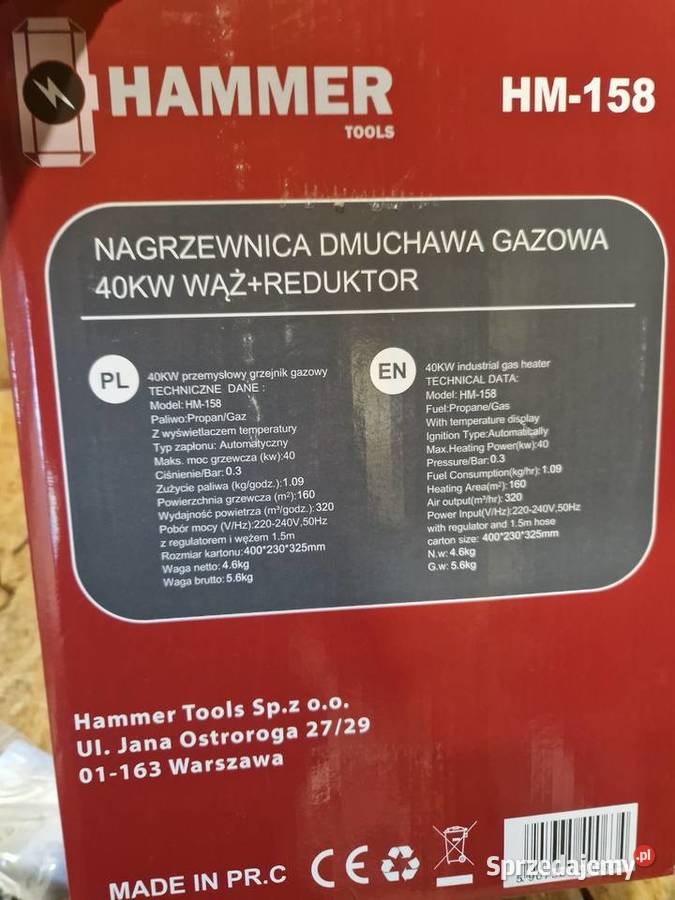 HAMMER
TOOLS
HM-158
NAGRZEWNICA DMUCHAWA GAZOWA
40KW WĄŻ+REDUKTOR
PL
40KW przemysłowy grzejnik gazowy
TECHNICZNE DANE :
Model: HM-158
Paliwo:Propan/Gaz
Z wyświetlaczem temperatury
Typ zapłonu: Automatyczny
Maks. moc grzewcza (kw):40
Ciśnienie/Bar: 0.3
Zużycie paliwa (kg/godz.): 1.09
Powierzchnia grzewcza (m²):160
Wydajność powietrza (m³/godz.): 320
Pobór mocy (V/Hz):220-240V,50Hz
z regulatorem i wężem 1.5m
Rozmiar kartonu: 400*230*325mm
Waga netto: 4.6kg
Waga brutto: 5.6kg
EN
40KW industrial gas heater
TECHNICAL DATA:
Model: HM-158
Fuel:Propane/Gas
With temperature display
Ignition Type:Automatically
Max.Heating Power(kw):40
Pressure/Bar: 0.3
Fuel Consumption(kg/hr): 1.09
Heating Area(m²): 160
Air output(m³/hr): 320
Power Input(V/Hz):220-240V,50Hz
with regulator and 1.5m hose
carton size: 400*230*325mm
N.w: 4.6kg
G.w: 5.6kg
Hammer Tools Sp.z o.o.
Ul. Jana Ostroroga 27/29
01-163 Warszawa
MADE IN PR.C
CE
Sprzedajemy.pl